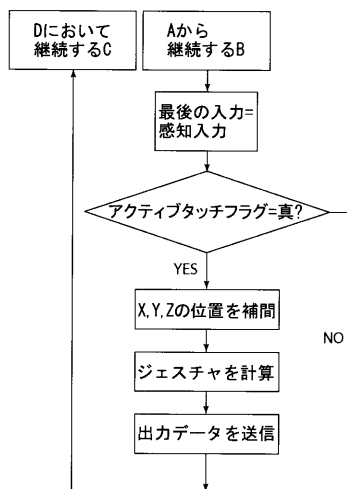 Dにおいて
継続するC
Aから
継続するB
最後の入力=
感知入力
アクティブタッチフラグ=真?
YES
X,Y,Zの位置を補間
NO
ジェスチャを計算
出力データを送信